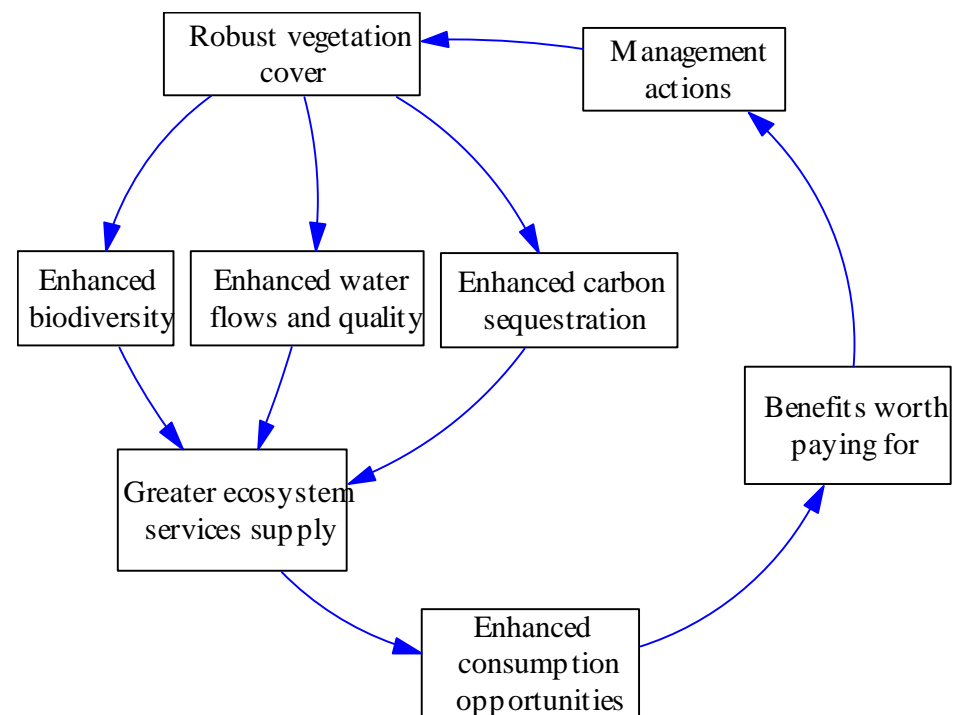 Robust vegetation
cover
Management
actions
Enhanced
biodiversity
Enhanced water
flows and quality
Enhanced carbon
sequestration
Benefits worth
paying for
Greater ecosystem
services supply
Enhanced
consumption
opportunities